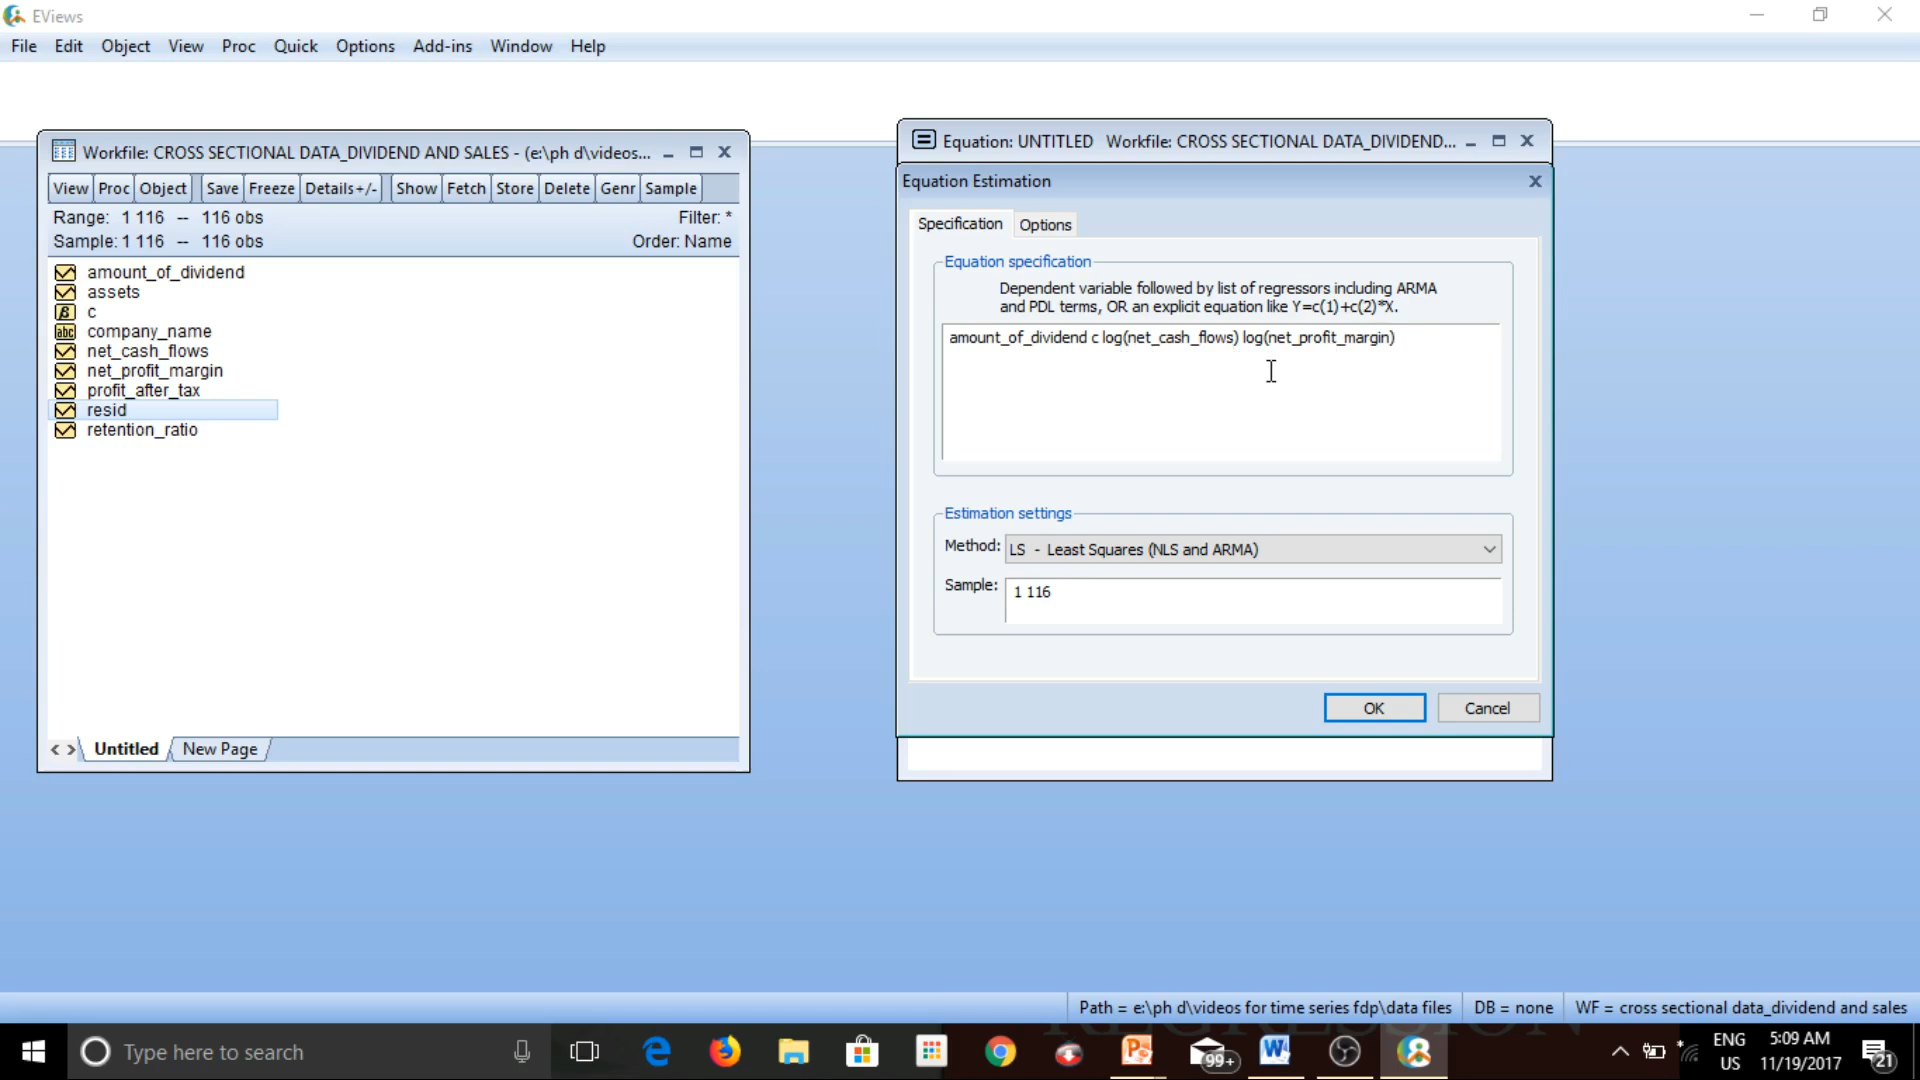 EViews
File Edit Object View Proc Quick Options Add-ins Window Help
Workfile: CROSS SECTIONAL DATA_DIVIDEND AND SALES - (e:\ph d\videos...
View Proc Object Save Freeze Details+/- Show Fetch Store Delete Genr Sample
Range: 1 116 -- 116 obs Filter: *
Sample: 1 116 -- 116 obs Order: Name
amount_of_dividend
assets
β c
abc company_name
net_cash_flows
net_profit_margin
profit_after_tax
resid
retention_ratio
< > Untitled New Page
Equation: UNTITLED Workfile: CROSS SECTIONAL DATA_DIVIDEND...
Equation Estimation
Specification Options
Equation specification
Dependent variable followed by list of regressors including ARMA
and PDL terms, OR an explicit equation like Y=c(1)+c(2)*X.
amount_of_dividend c log(net_cash_flows) log(net_profit_margin)
Estimation settings
Method: LS - Least Squares (NLS and ARMA)
Sample: 1 116
OK Cancel
Path = e:\ph d\videos for time series fdp\data files DB = none WF = cross sectional data_dividend and sales
Type here to search
99+
ENG
US
5:09 AM
11/19/2017
21